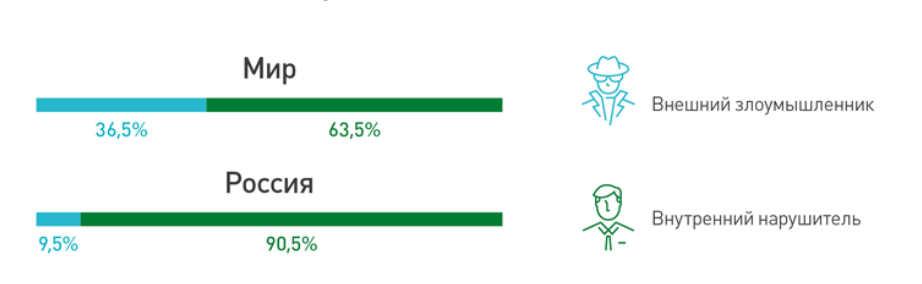 Мир
36,5% 63,5%
Внешний злоумышленник
Россия
9,5% 90,5%
Внутренний нарушитель